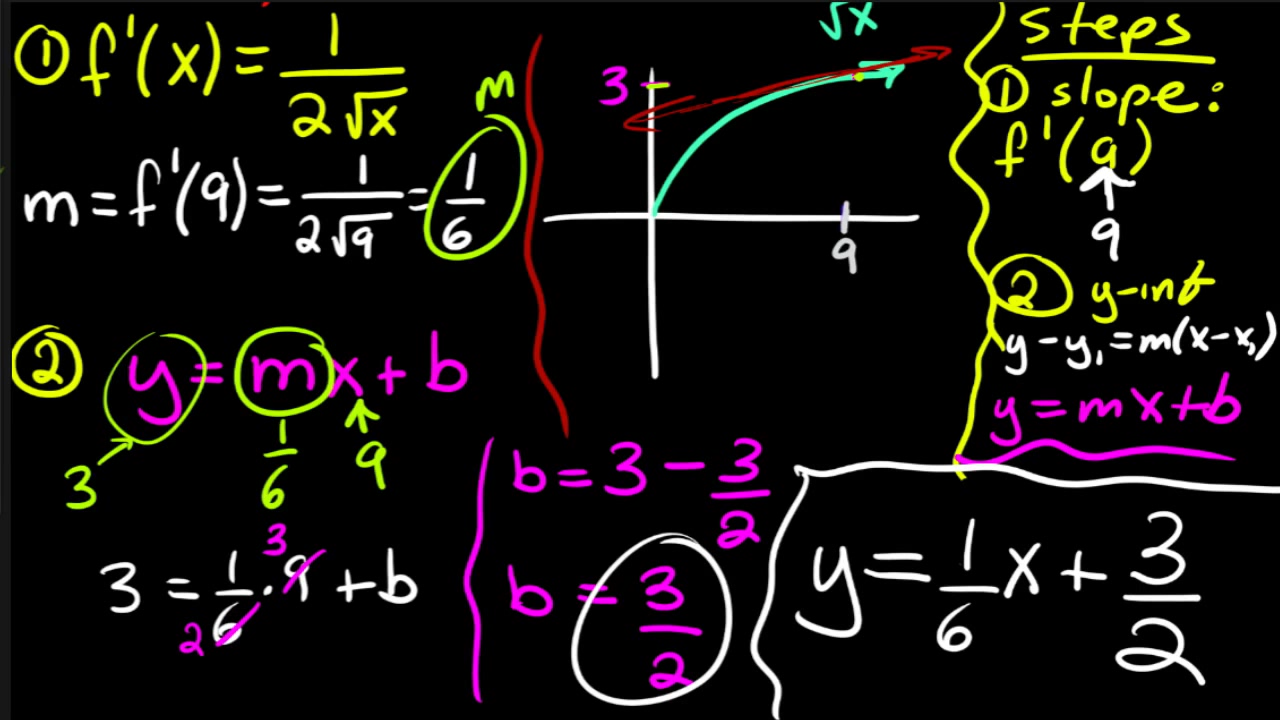 ① f'(x) = 1/(2√x)
m = f'(9) = 1/(2√9) = 1/6
m
② y = mx + b
3
1/6
9
3 = 1/6 · 9 + b
3
2
√x
3
9
b = 3 - 3/2
b = 3/2
steps
① slope:
f'(a)
9
② y-int
y - y₁ = m(x - x₁)
y = mx + b
y = 1/6 x + 3/2